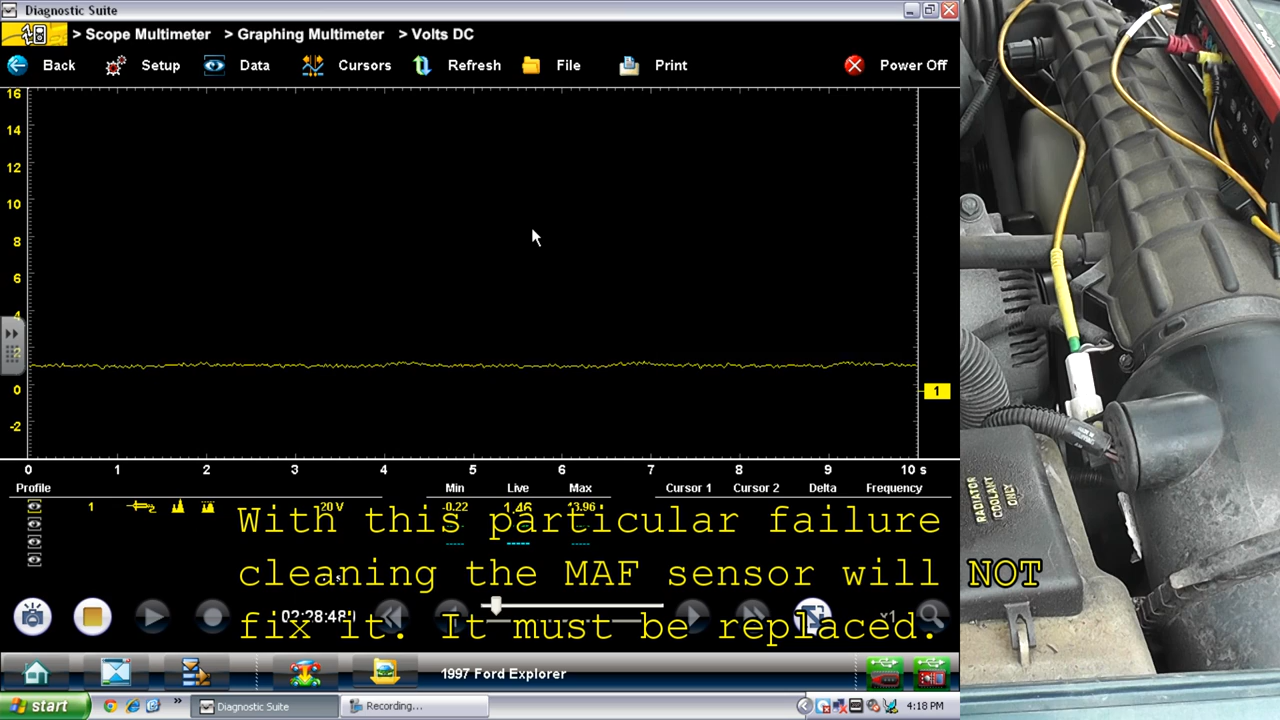 Diagnostic Suite
> Scope Multimeter > Graphing Multimeter > Volts DC
Back Setup Data Cursors Refresh File Print Power Off
16
14
12
10
8
6
4
2
0
-2
1
0 1 2 3 4 5 6 7 8 9 10 s
Profile Min Live Max Cursor 1 Cursor 2 Delta Frequency
1 20 V -0.22 1.46
With this particular failure
cleaning the MAF sensor will NOT
fix it. It must be replaced.
x1
1997 Ford Explorer
start Diagnostic Suite Recording... 4:18 PM
RADIATOR
COOLANT
ONLY